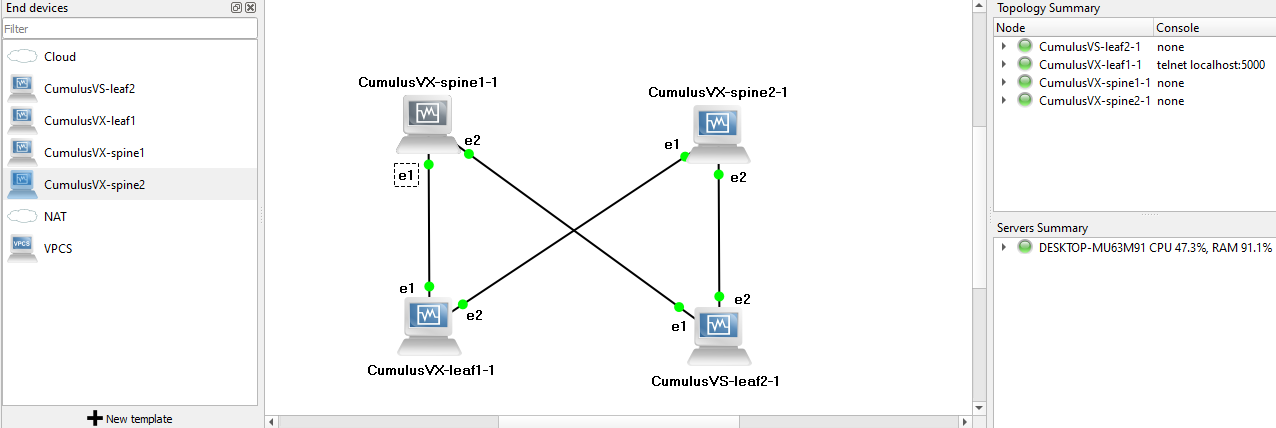 End devices
Filter
Cloud
CumulusVS-leaf2
CumulusVX-leaf1
CumulusVX-spine1
CumulusVX-spine2
NAT
VPCS
VPCS
New template
CumulusVX-spine1-1
CumulusVX-spine2-1
e2
e1
e1
e2
e1
e2
e2
e1
CumulusVX-leaf1-1
CumulusVS-leaf2-1
Topology Summary
Node Console
CumulusVS-leaf2-1 none
CumulusVX-leaf1-1 telnet localhost:5000
CumulusVX-spine1-1 none
CumulusVX-spine2-1 none
Servers Summary
DESKTOP-MU63M91 CPU 47.3%, RAM 91.1%